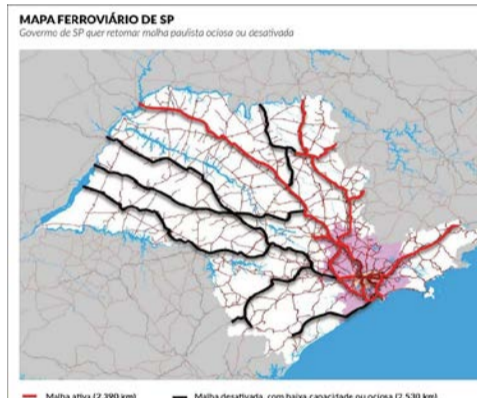 MAPA FERROVIÁRIO DE SP
Governo de SP quer retomar malha paulista ociosa ou desativada
Malha ativa (2.390 km)
Malha desativada, com baixa capacidade ou ociosa (2.530 km)